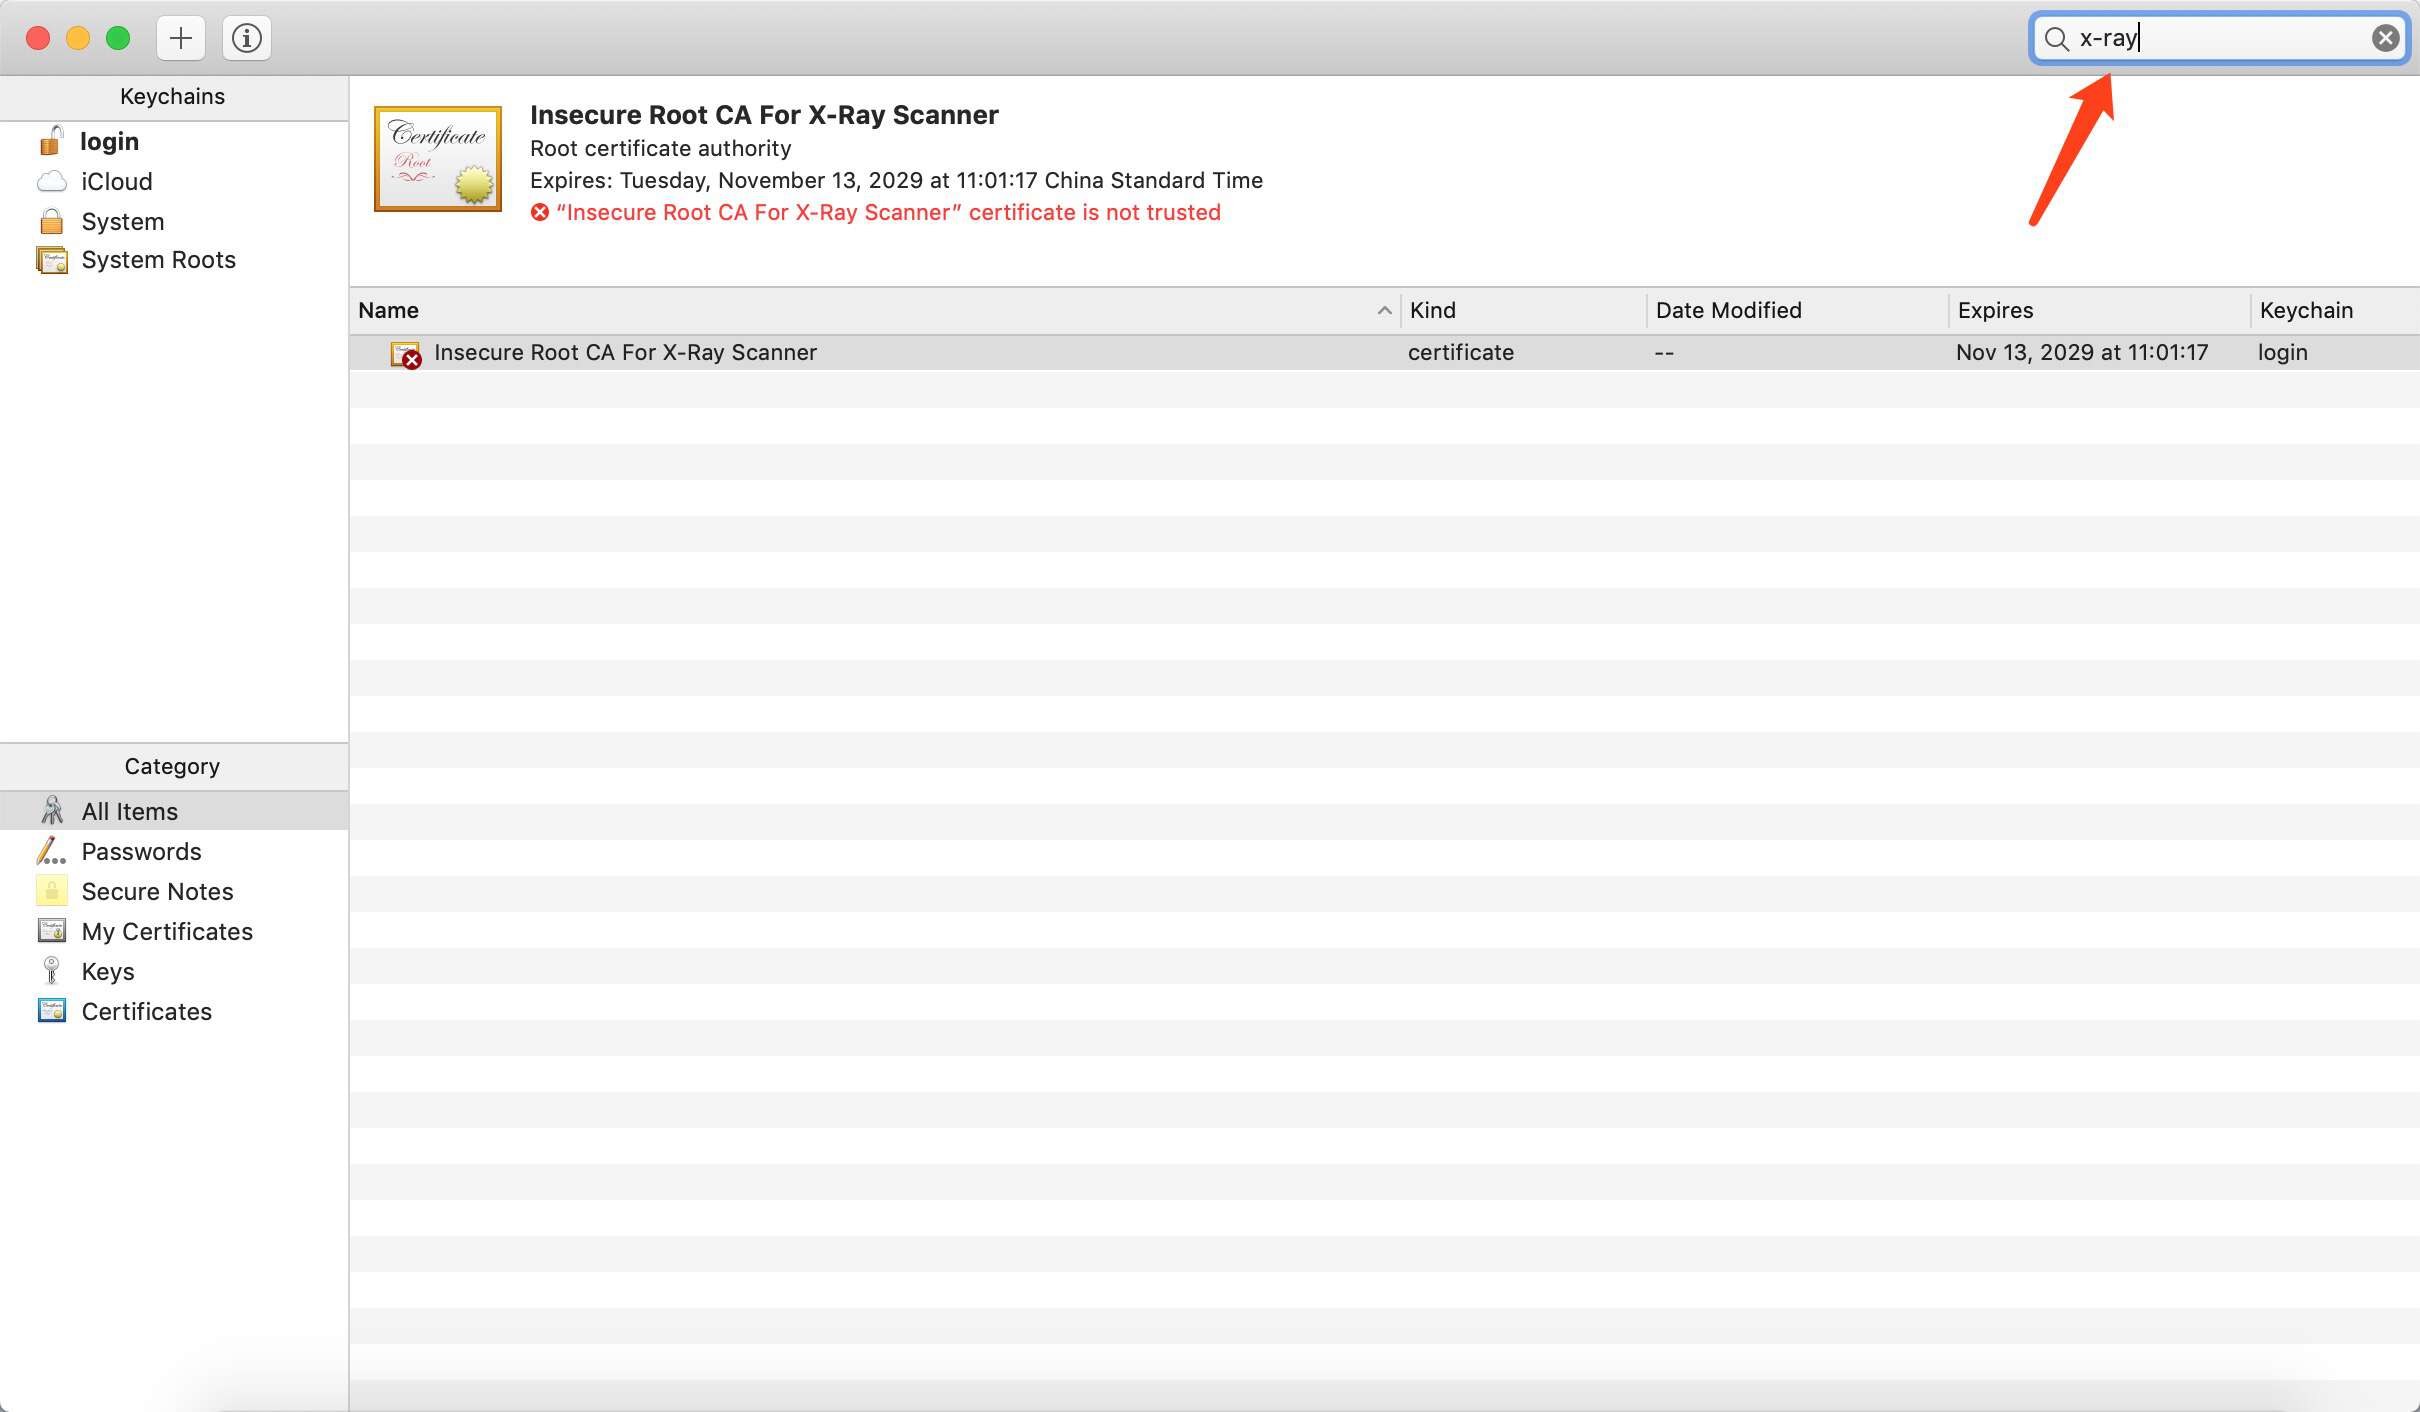 x-ray
Keychains
login
iCloud
System
System Roots
Certificate
Root
Insecure Root CA For X-Ray Scanner
Root certificate authority
Expires: Tuesday, November 13, 2029 at 11:01:17 China Standard Time
“Insecure Root CA For X-Ray Scanner” certificate is not trusted
Name Kind Date Modified Expires Keychain
Insecure Root CA For X-Ray Scanner certificate -- Nov 13, 2029 at 11:01:17 login
Category
All Items
Passwords
Secure Notes
My Certificates
Keys
Certificates